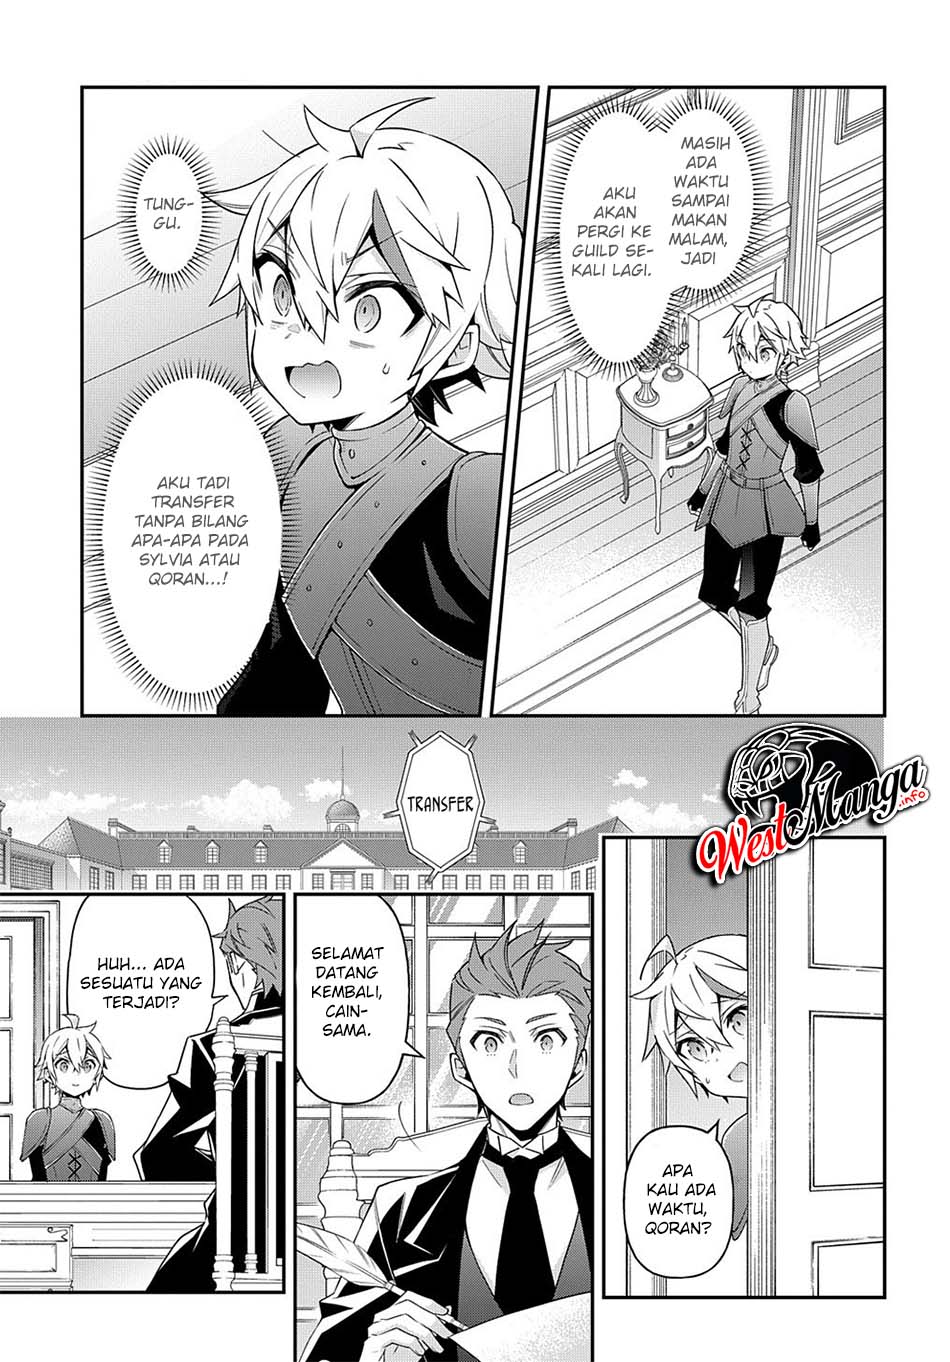 MASIH
ADA
WAKTU
SAMPAI
MAKAN
MALAM,
JADI
AKU
AKAN
PERGI KE
GUILD SE-
KALI LAGI.
TUNG-
GU.
AKU TADI
TRANSFER
TANPA BILANG
APA-APA PADA
SYLVIA ATAU
QORAN...!
TRANSFER
WestManga
.info
APA
KAU ADA
WAKTU,
QORAN?
SELAMAT
DATANG
KEMBALI,
CAIN-
SAMA.
HUH... ADA
SESUATU YANG
TERJADI?